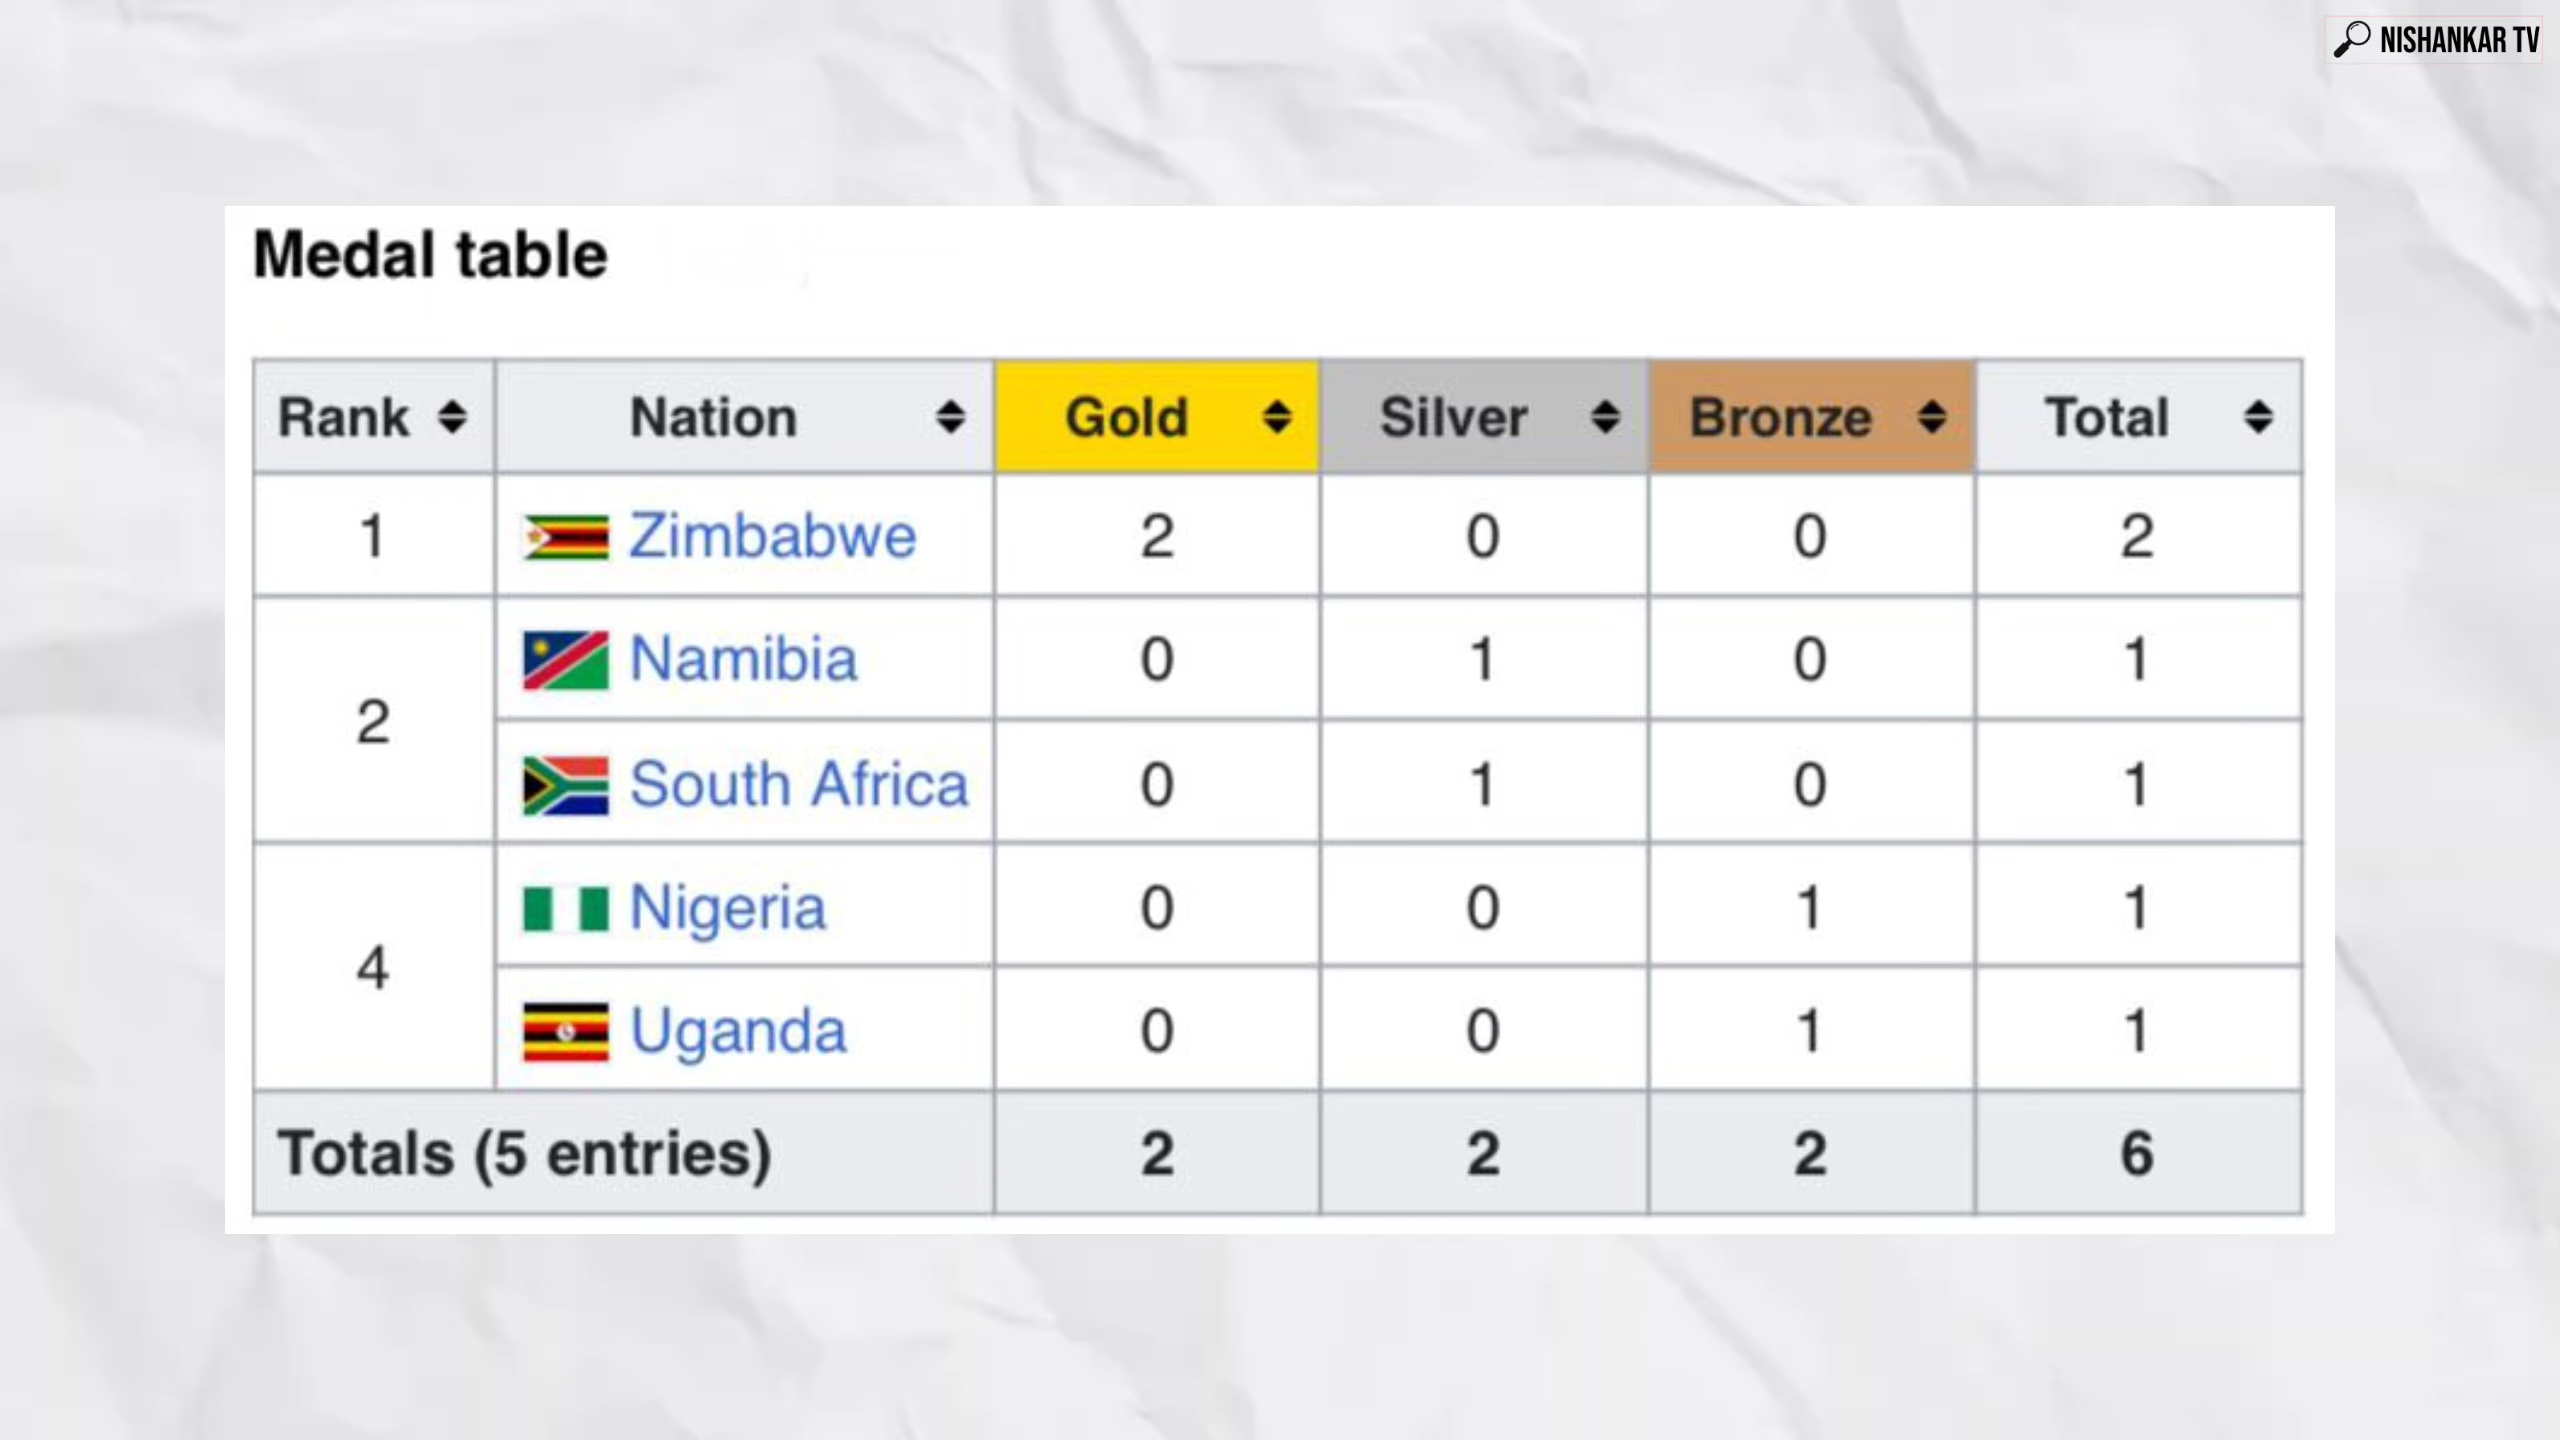 NISHANKAR TV
Medal table
Rank Nation Gold Silver Bronze Total
1 Zimbabwe 2 0 0 2
2 Namibia 0 1 0 1
South Africa 0 1 0 1
4 Nigeria 0 0 1 1
Uganda 0 0 1 1
Totals (5 entries) 2 2 2 6